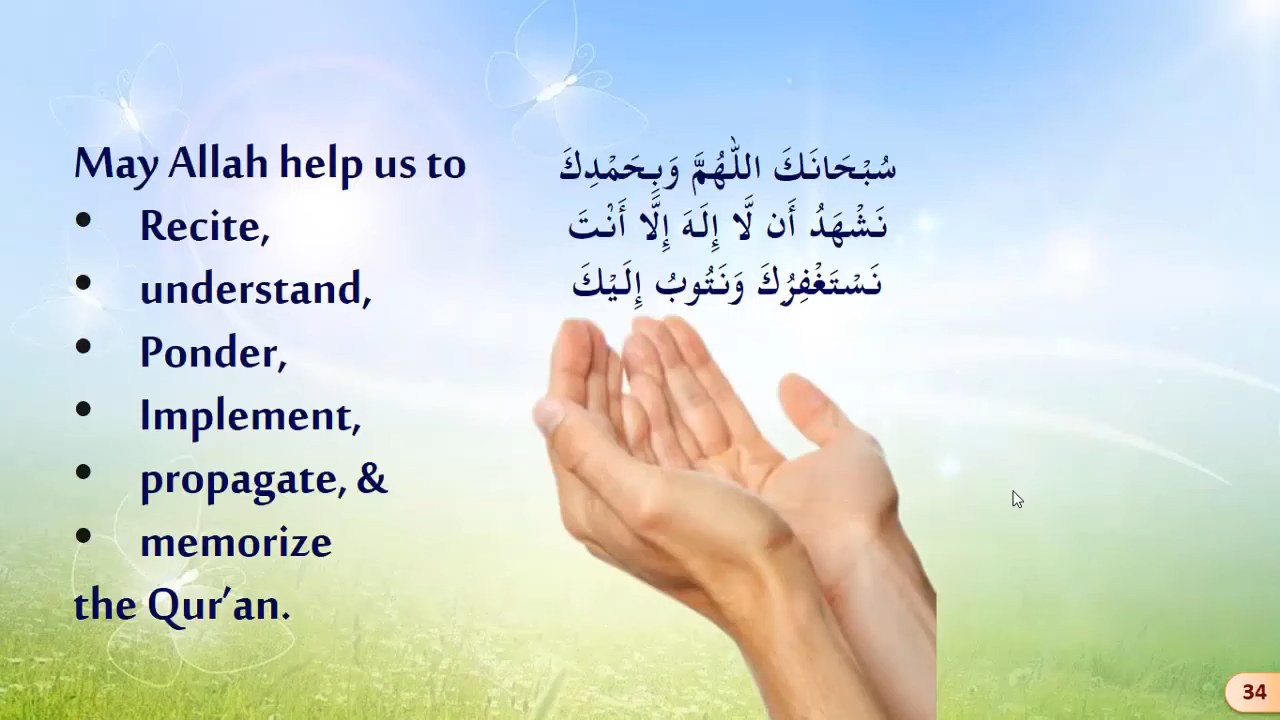 May Allah help us to
• Recite,
• understand,
• Ponder,
• Implement,
• propagate, &
• memorize
the Qur’an.
سُبْحَانَكَ اللّٰهُمَّ وَبِحَمْدِكَ
نَشْهَدُ أَن لَّا إِلَهَ إِلَّا أَنْتَ
نَسْتَغْفِرُكَ وَنَتُوبُ إِلَيْكَ
34